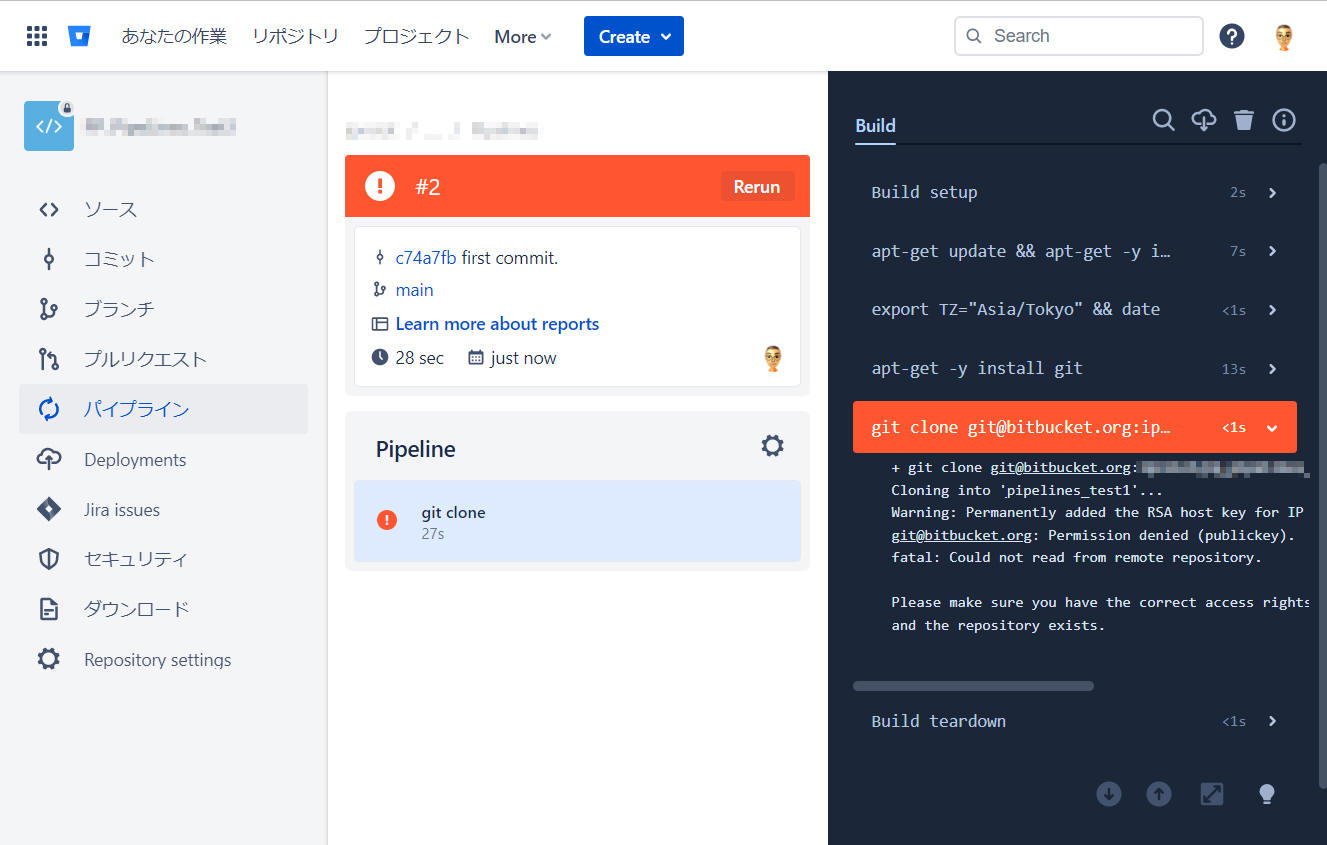 あなたの作業 リポジトリ プロジェクト More Create Search ?
</>
ソース
コミット
ブランチ
プルリクエスト
パイプライン
Deployments
Jira issues
セキュリティ
ダウンロード
Repository settings
! #2 Rerun
c74a7fb first commit.
main
Learn more about reports
28 sec just now
Pipeline
! git clone
27s
Build
Build setup 2s
apt-get update && apt-get -y i… 7s
export TZ="Asia/Tokyo" && date <1s
apt-get -y install git 13s
git clone git@bitbucket.org:ip… <1s
+ git clone git@bitbucket.org:
Cloning into 'pipelines_test1'...
Warning: Permanently added the RSA host key for IP
git@bitbucket.org: Permission denied (publickey).
fatal: Could not read from remote repository.
Please make sure you have the correct access rights
and the repository exists.
Build teardown <1s